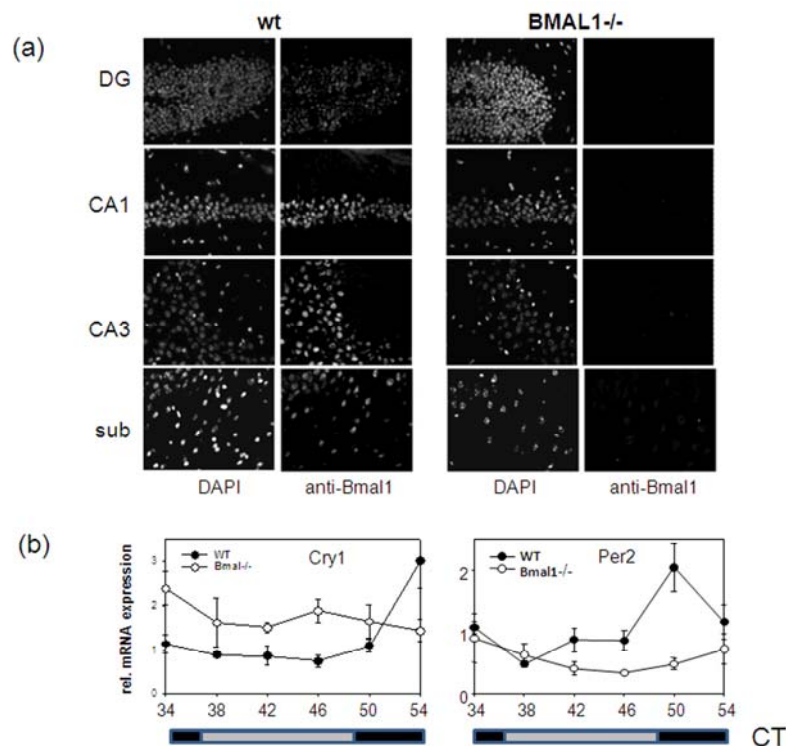 wt BMAL1-/-
(a)
DG
CA1
CA3
sub
DAPI anti-Bmal1 DAPI anti-Bmal1
(b)
rel. mRNA expression
3
2
1
0
WT
Bmal-/-
Cry1
34 38 42 46 50 54
2
1
0
Per2
WT
Bmal1-/-
34 38 42 46 50 54
CT